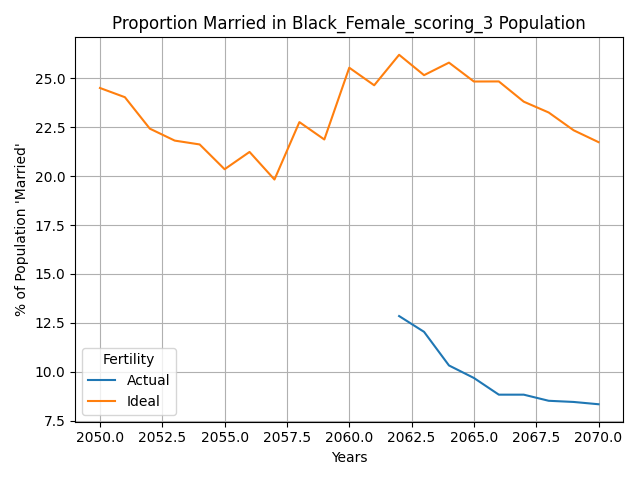 Proportion Married in Black_Female_scoring_3 Population
% of Population 'Married'
25.0
22.5
20.0
17.5
15.0
12.5
10.0
7.5
Fertility
Actual
Ideal
2050.0 2052.5 2055.0 2057.5 2060.0 2062.5 2065.0 2067.5 2070.0
Years